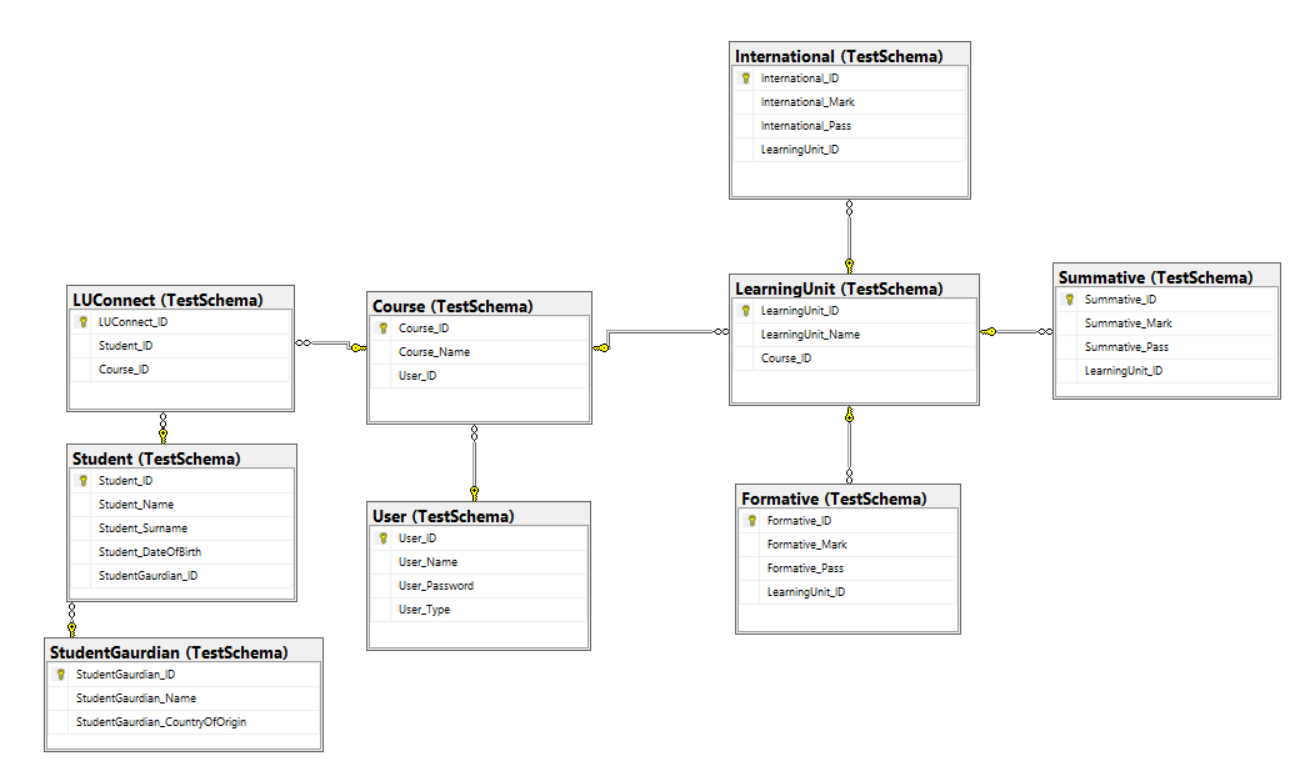 International (TestSchema)
International_ID
International_Mark
International_Pass
LearningUnit_ID
LUConnect (TestSchema)
LUConnect_ID
Student_ID
Course_ID
Course (TestSchema)
Course_ID
Course_Name
User_ID
LearningUnit (TestSchema)
LearningUnit_ID
LearningUnit_Name
Course_ID
Summative (TestSchema)
Summative_ID
Summative_Mark
Summative_Pass
LearningUnit_ID
Student (TestSchema)
Student_ID
Student_Name
Student_Surname
Student_DateOfBirth
StudentGaurdian_ID
User (TestSchema)
User_ID
User_Name
User_Password
User_Type
Formative (TestSchema)
Formative_ID
Formative_Mark
Formative_Pass
LearningUnit_ID
StudentGaurdian (TestSchema)
StudentGaurdian_ID
StudentGaurdian_Name
StudentGaurdian_CountryOfOrigin